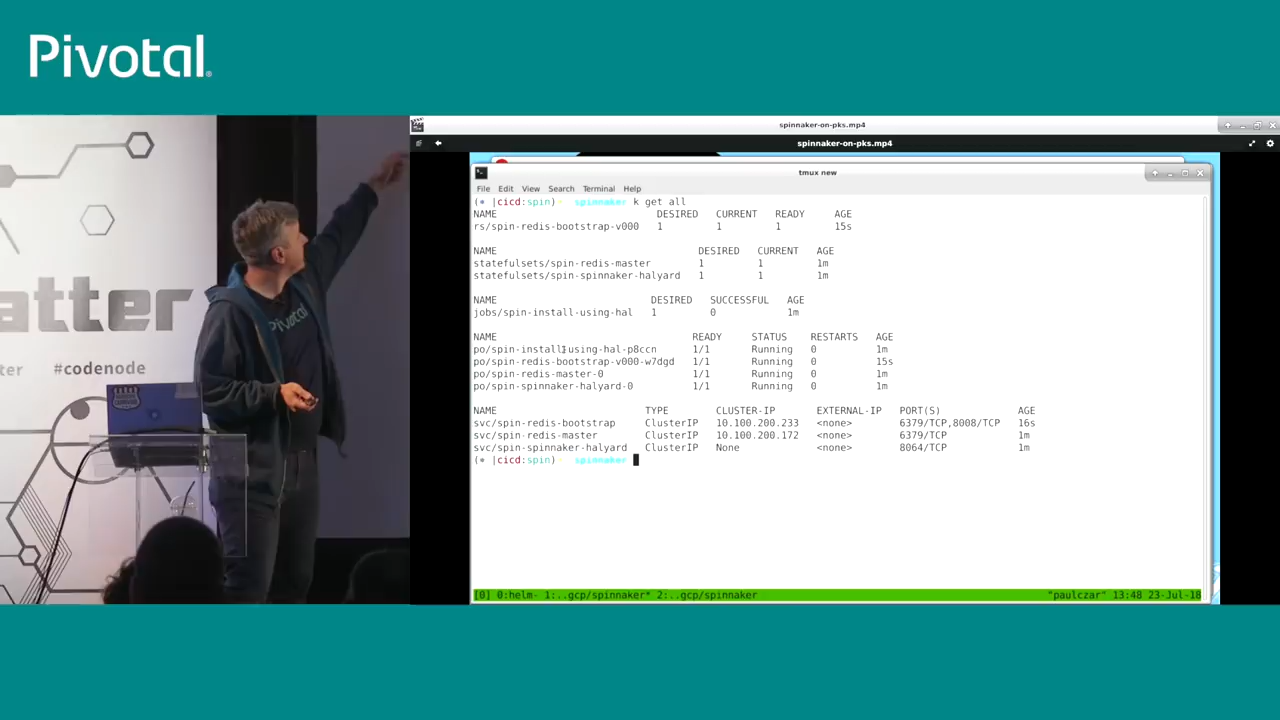 Pivotal®
atter
ter
#codenode
Pivotal
spinnaker-on-pks.mp4
spinnaker-on-pks.mp4
tmux new
File Edit View Search Terminal Help
(• |cicd:spin) spinnaker k get all
NAME DESIRED CURRENT READY AGE
rs/spin-redis-bootstrap-v000 1 1 1 15s
NAME DESIRED CURRENT AGE
statefulsets/spin-redis-master 1 1 1m
statefulsets/spin-spinnaker-halyard 1 1 1m
NAME DESIRED SUCCESSFUL AGE
jobs/spin-install-using-hal 1 0 1m
NAME READY STATUS RESTARTS AGE
po/spin-install-using-hal-p8ccn 1/1 Running 0 1m
po/spin-redis-bootstrap-v000-w7dgd 1/1 Running 0 15s
po/spin-redis-master-0 1/1 Running 0 1m
po/spin-spinnaker-halyard-0 1/1 Running 0 1m
NAME TYPE CLUSTER-IP EXTERNAL-IP PORT(S) AGE
svc/spin-redis-bootstrap ClusterIP 10.100.200.233 <none> 6379/TCP,8008/TCP 16s
svc/spin-redis-master ClusterIP 10.100.200.172 <none> 6379/TCP 1m
svc/spin-spinnaker-halyard ClusterIP None <none> 8064/TCP 1m
(• |cicd:spin) spinnaker
[0] 0:helm- 1:..gcp/spinnaker* 2:..gcp/spinnaker "paulczar" 13:48 23-Jul-18